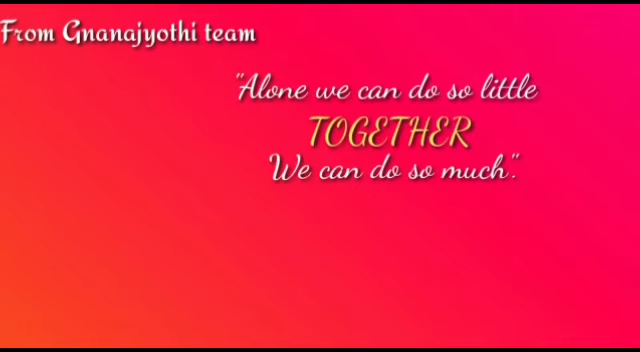 From Gnanajyothi team
"Alone we can do so little
TOGETHER
We can do so much".